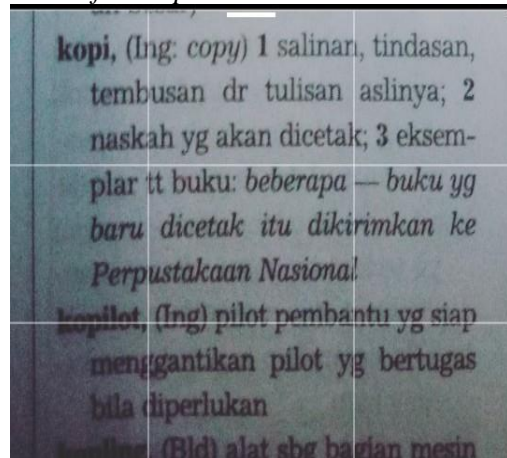 kopi, (Ing: copy) 1 salinan, tindasan,
tembusan dr tulisan aslinya; 2
naskah yg akan dicetak; 3 eksem-
plar tt buku: beberapa — buku yg
baru dicetak itu dikirimkan ke
Perpustakaan Nasional
kopilot, (Ing) pilot pembantu yg siap
menggantikan pilot yg bertugas
bila diperlukan
(Bld) alat sbg bagian mesin